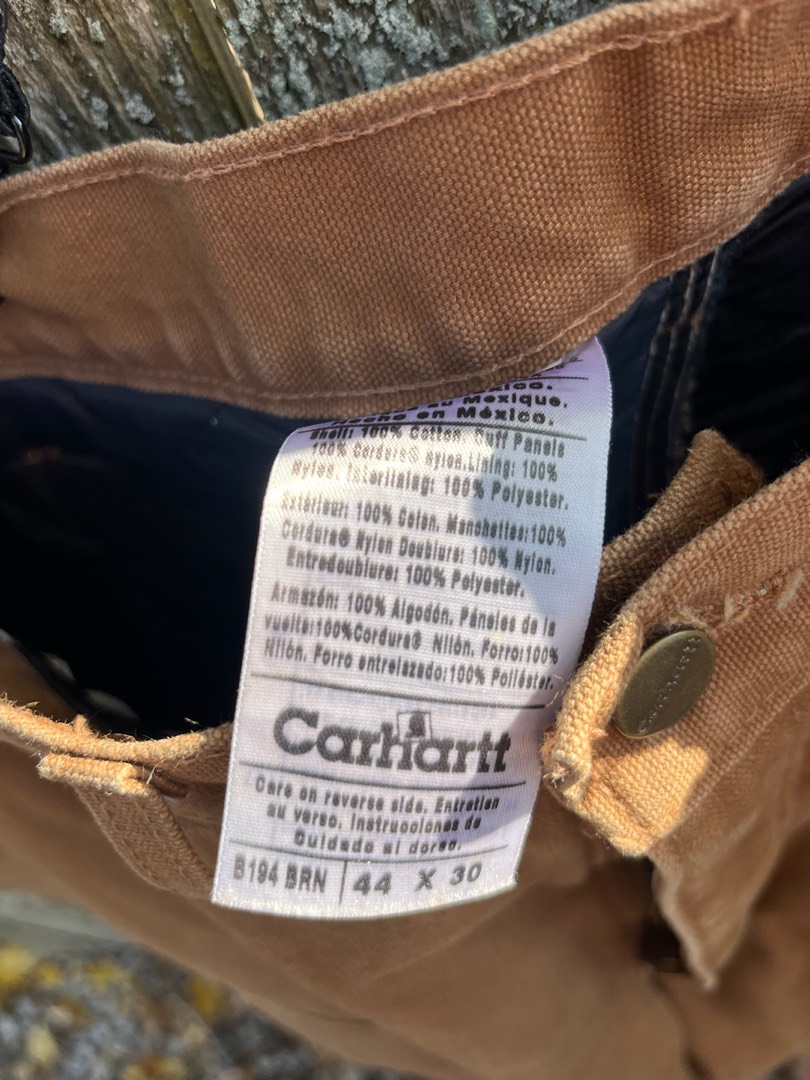 México.
au Mexique.
Hecho en México.
Shell: 100% Cotton. Cuff Panels
100% Cordura® Nylon.Lining: 100%
Nylon. Interlining: 100% Polyester.
Extérieur: 100% Coton. Manchettes:100%
Cordura® Nylon Doublure: 100% Nylon.
Entredoublure: 100% Polyester.
Armazón: 100% Algodón. Páneles de la
vuelta:100%Cordura® Nilón. Forro:100%
Nilón. Forro entrelazado:100% Poliéster.
Carhartt
Care on reverse side. Entretien
au verso. Instrucciones de
Cuidado al dorso.
B194 BRN 44 X 30